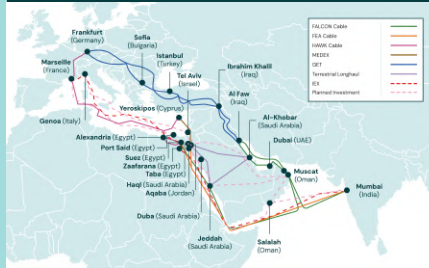 Frankfurt
(Germany)
Sofia
(Bulgaria)
Istanbul
(Turkey)
Tel Aviv
(Israel)
Ibrahim Khalil
(Iraq)
Al Faw
(Iraq)
Marseille
(France)
Yeroskipos (Cyprus)
Genoa (Italy)
Al-Khobar
(Saudi Arabia)
Alexandria (Egypt)
Port Said (Egypt)
Suez (Egypt)
Zaafarana (Egypt)
Taba (Egypt)
Haql (Saudi Arabia)
Aqaba (Jordan)
Duba (Saudi Arabia)
Dubai (UAE)
Muscat
(Oman)
Mumbai
(India)
Jeddah
(Saudi Arabia)
Salalah
(Oman)
FALCON Cable
FEA Cable
HAWK Cable
MEDEX
GET
Terrestrial Longhaul
IEX
Planned Investment